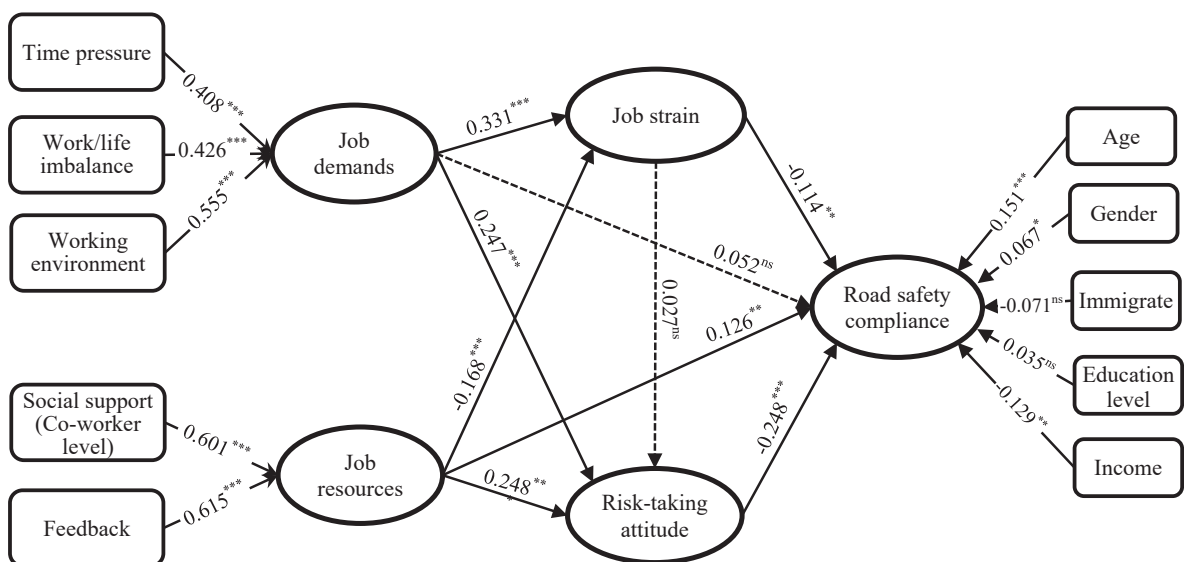 Time pressure
0.408***
Work/life
imbalance
0.426***
Working
environment
0.555***
Job
demands
0.331***
Job strain
0.247***
0.052ns
0.027ns
-0.114**
-0.168***
0.126**
Social support
(Co-worker
level)
0.601***
Feedback
0.615***
Job
resources
0.248**
*
Risk-taking
attitude
-0.248***
Road safety
compliance
Age
0.151***
Gender
0.067*
Immigrate
-0.071ns
Education
level
0.035ns
Income
-0.129**